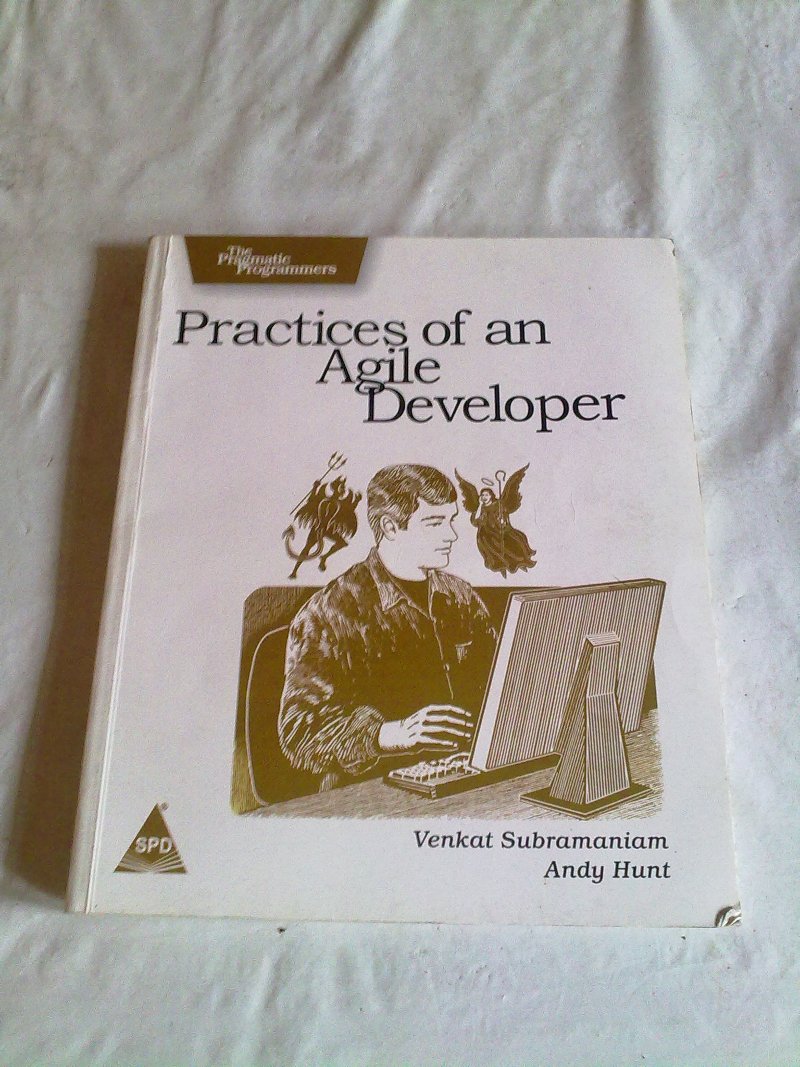 The
Pragmatic
Programmers
Practices of an
Agile
Developer
SPD
®
Venkat Subramaniam
Andy Hunt